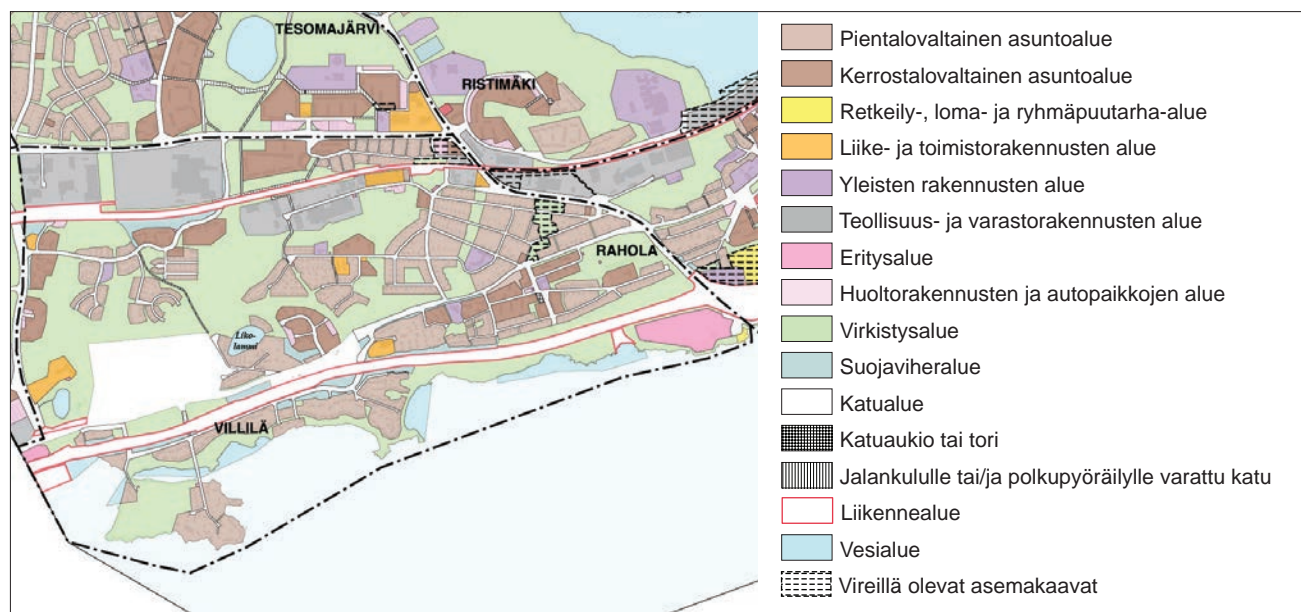 TESOMAJÄRVI
RISTIMÄKI
RAHOLA
Liko-
lammi
VILLILÄ
Pientalovaltainen asuntoalue
Kerrostalovaltainen asuntoalue
Retkeily-, loma- ja ryhmäpuutarha-alue
Liike- ja toimistorakennusten alue
Yleisten rakennusten alue
Teollisuus- ja varastorakennusten alue
Eritysalue
Huoltorakennusten ja autopaikkojen alue
Virkistysalue
Suojaviheralue
Katualue
Katuaukio tai tori
Jalankululle tai/ja polkupyöräilylle varattu katu
Liikennealue
Vesialue
Vireillä olevat asemakaavat